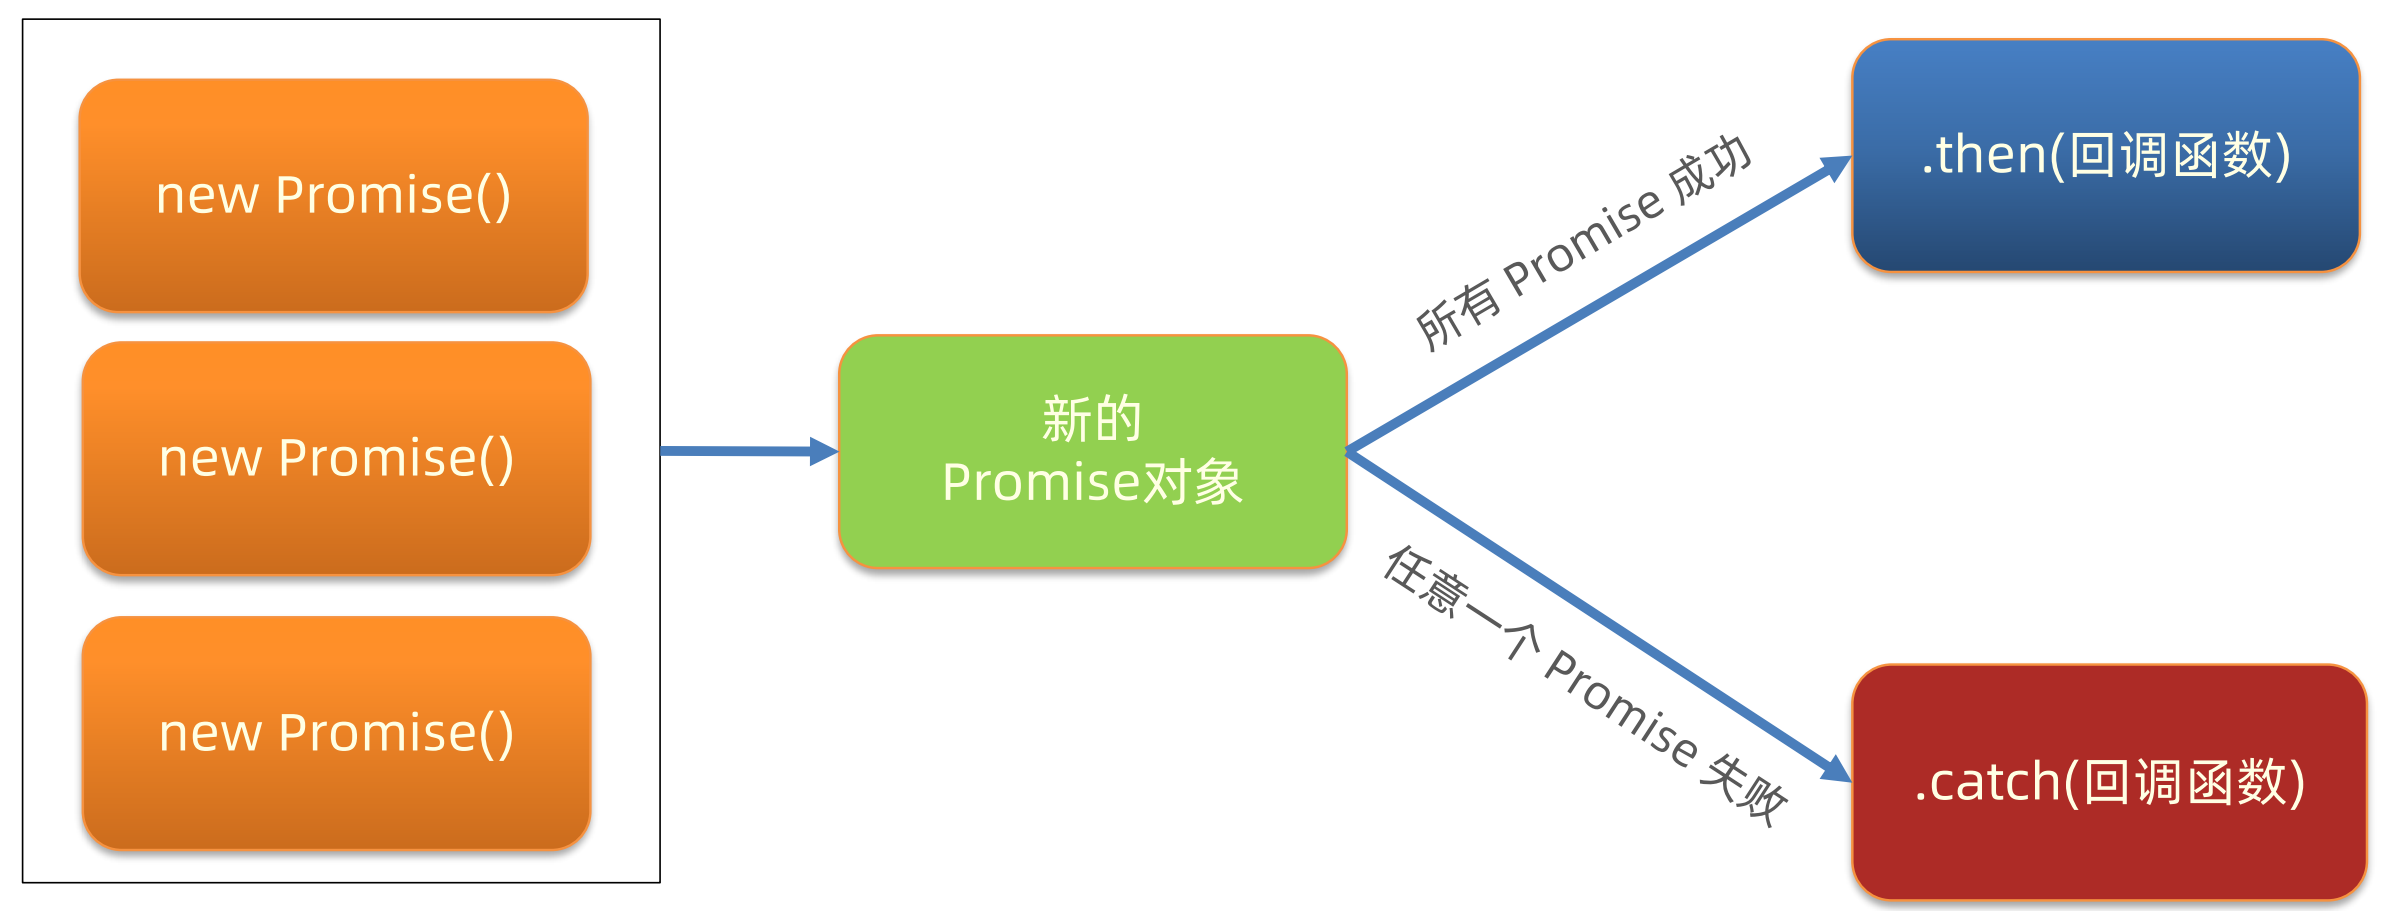 new Promise()
new Promise()
new Promise()
新的
Promise对象
所有 Promise 成功
任意一个 Promise 失败
.then(回调函数)
.catch(回调函数)